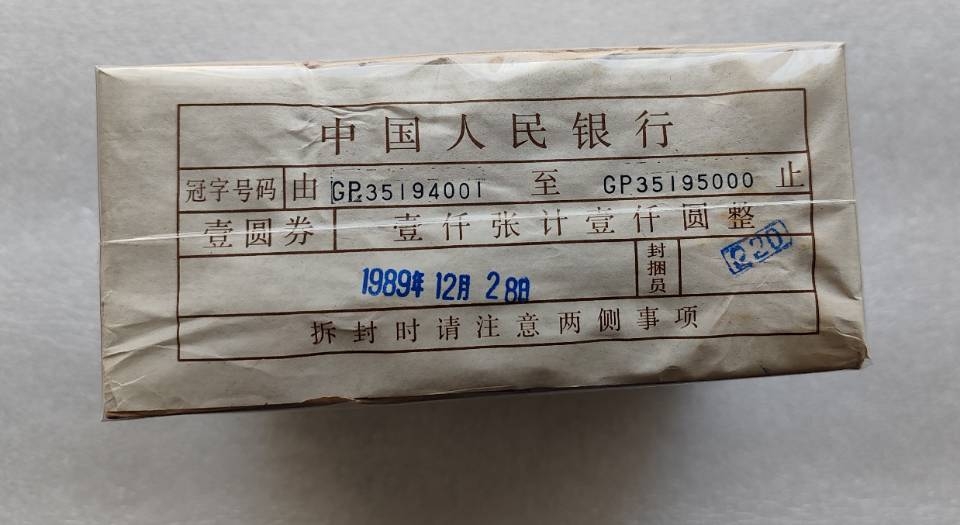 中国人民银行
冠字号码 由 GP35194001 至 GP35195000 止
壹圆券 壹仟张计壹仟圆整
1989年12月28日 封捆员 220
拆封时请注意两侧事项